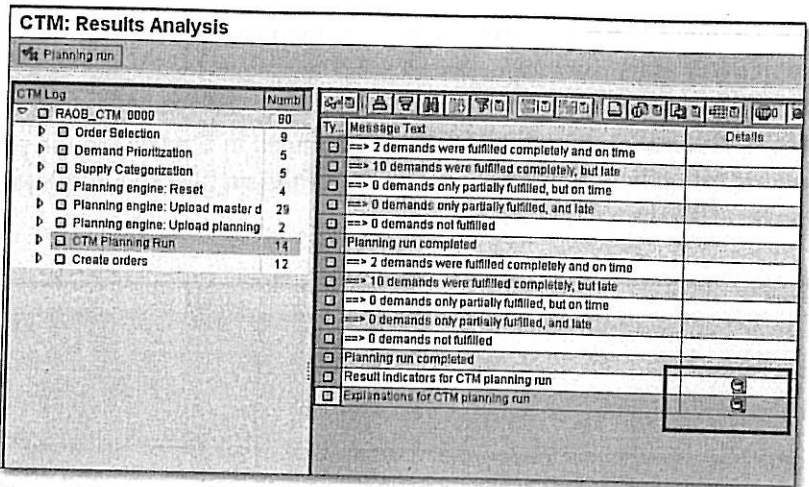 CTM: Results Analysis
Planning run
CTM Log Numb
RAOB_CTM 0000 80
Order Selection 9
Demand Prioritization 5
Supply Categorization 5
Planning engine: Reset 4
Planning engine: Upload master d 29
Planning engine: Upload planning 2
CTM Planning Run 14
Create orders 12
Ty... Message Text Details
==> 2 demands were fulfilled completely and on time
==> 10 demands were fulfilled completely, but late
==> 0 demands only partially fulfilled, but on time
==> 0 demands only partially fulfilled, and late
==> 0 demands not fulfilled
Planning run completed
==> 2 demands were fulfilled completely and on time
==> 10 demands were fulfilled completely, but late
==> 0 demands only partially fulfilled, but on time
==> 0 demands only partially fulfilled, and late
==> 0 demands not fulfilled
Planning run completed
Result indicators for CTM planning run
Explanations for CTM planning run